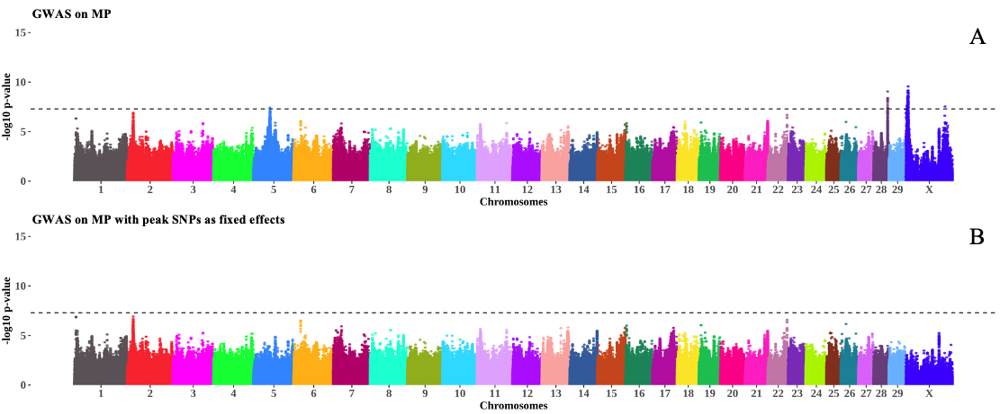 GWAS on MP
A
15
10
5
0
-log10 p-value
1 2 3 4 5 6 7 8 9 10 11 12 13 14 15 16 17 18 19 20 21 22 23 24 25 26 27 28 29 X
Chromosomes
GWAS on MP with peak SNPs as fixed effects
B
15
10
5
0
-log10 p-value
1 2 3 4 5 6 7 8 9 10 11 12 13 14 15 16 17 18 19 20 21 22 23 24 25 26 27 28 29 X
Chromosomes